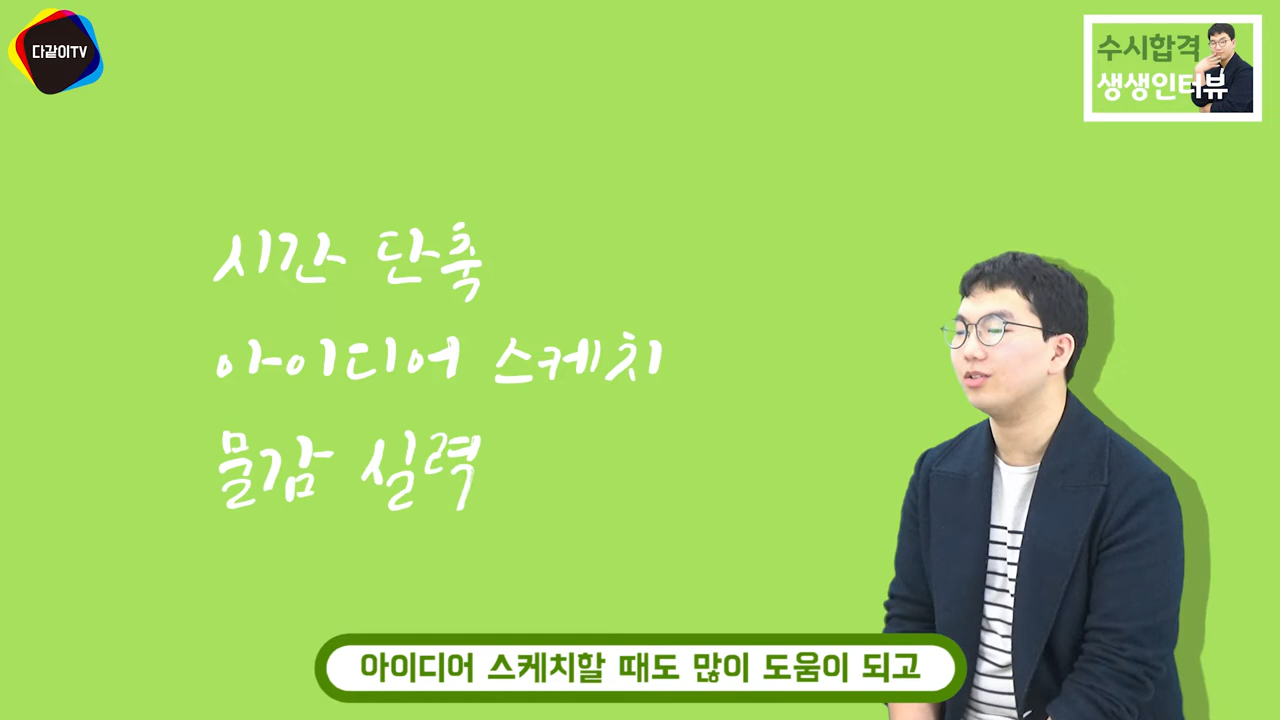 다같이TV
수시합격
생생인터뷰
시간 단축
아이디어 스케치
물감 실력
아이디어 스케치할 때도 많이 도움이 되고